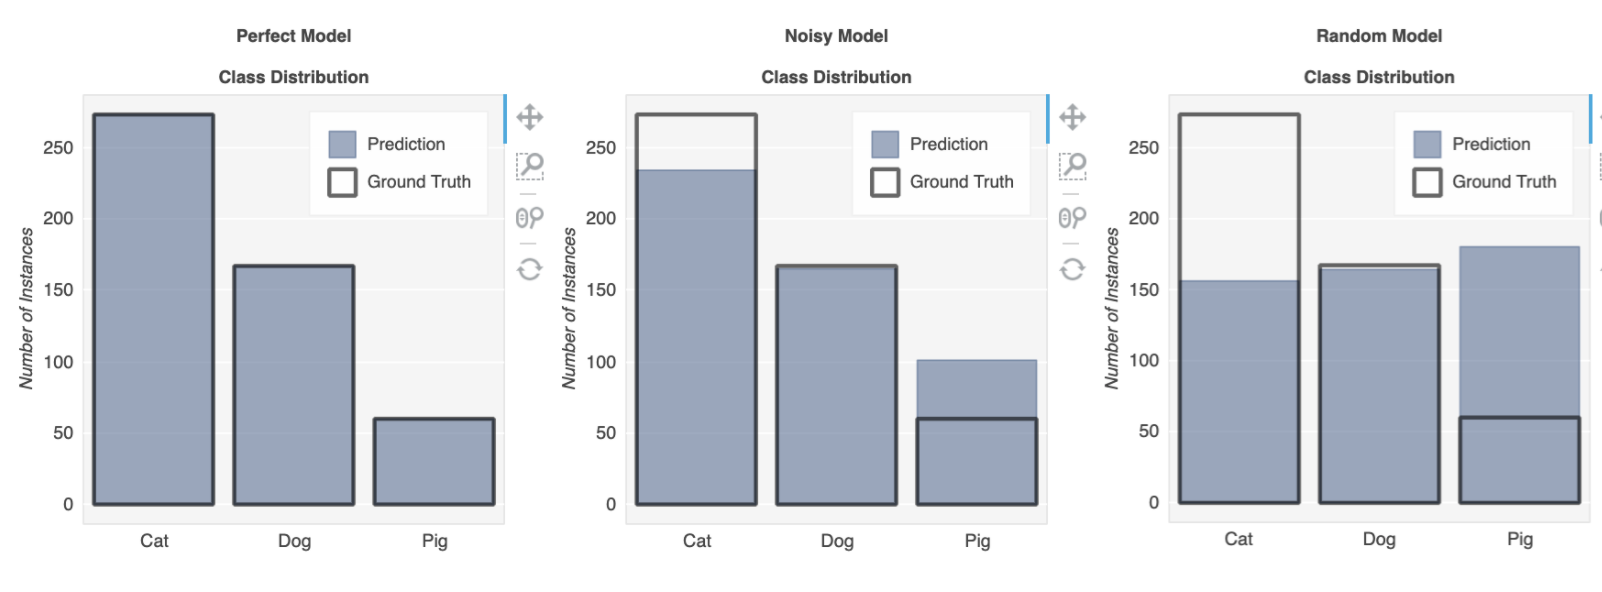 Perfect Model
Class Distribution
Prediction
Ground Truth
Number of Instances
250
200
150
100
50
0
Cat Dog Pig
Noisy Model
Class Distribution
Prediction
Ground Truth
Number of Instances
250
200
150
100
50
0
Cat Dog Pig
Random Model
Class Distribution
Prediction
Ground Truth
Number of Instances
250
200
150
100
50
0
Cat Dog Pig